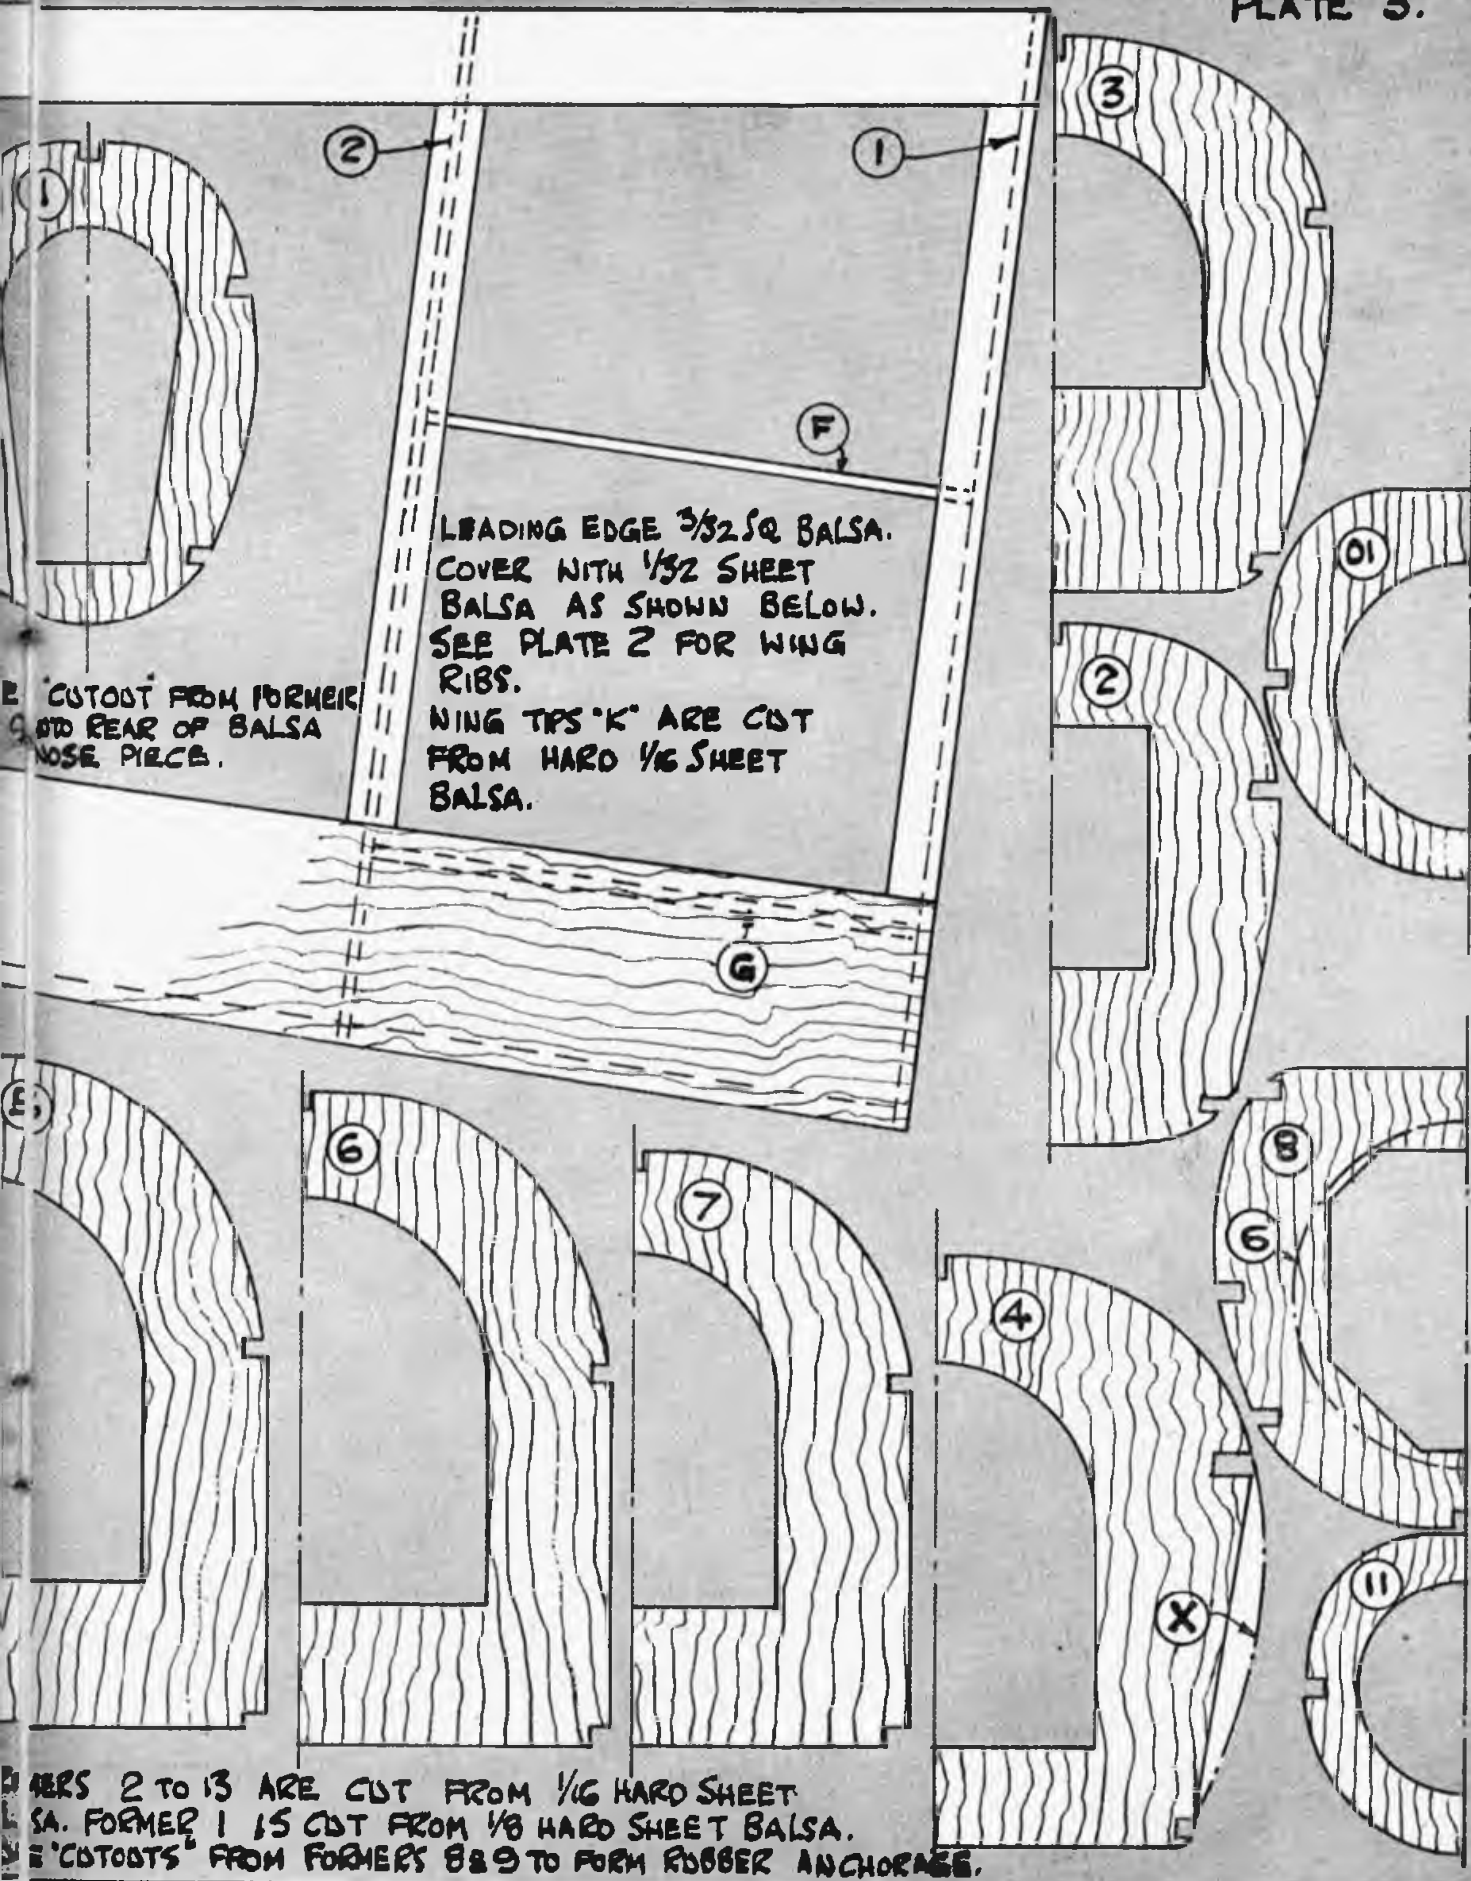 PLATE 3.
3
2
1
1
F
LEADING EDGE 3/32 SQ BALSA.
COVER WITH 1/32 SHEET
BALSA AS SHOWN BELOW.
SEE PLATE 2 FOR WING
RIBS.
WING TIPS "K" ARE CUT
FROM HARD 1/16 SHEET
BALSA.
10
2
"CUTOUT" FROM FORMER
REAR OF BALSA
NOSE PIECE.
G
6
7
8
6
4
11
X
2 TO 13 ARE CUT FROM 1/16 HARD SHEET
SA. FORMER 1 IS CUT FROM 1/8 HARD SHEET BALSA.
"CUTOUTS" FROM FORMERS 8 & 9 TO FORM RUBBER ANCHORAGE.